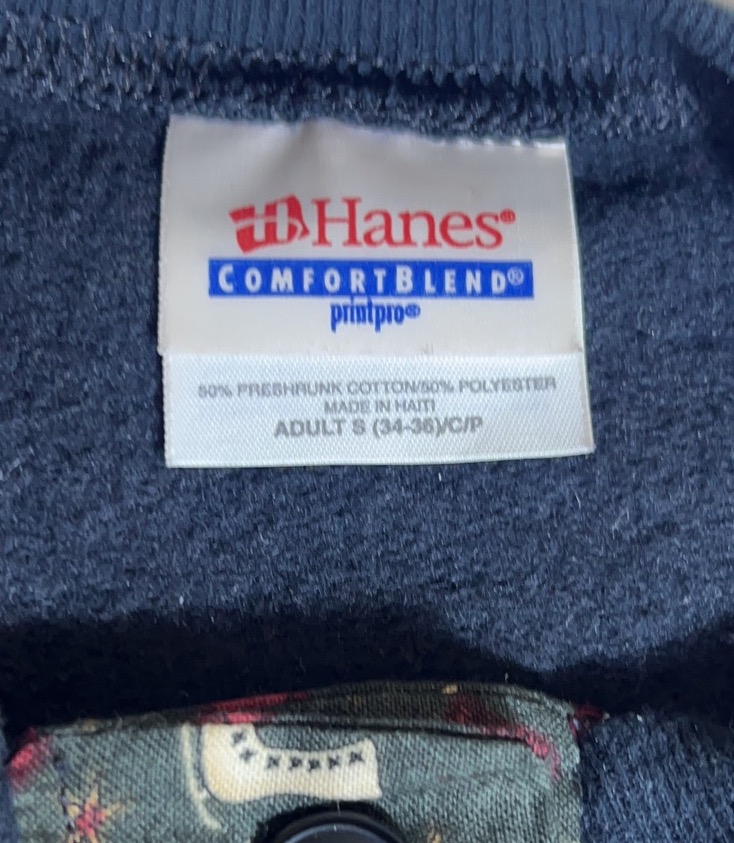 Hanes®
COMFORTBLEND®
printpro®
50% PRESHRUNK COTTON/50% POLYESTER
MADE IN HAITI
ADULT S (34-36)/C/P